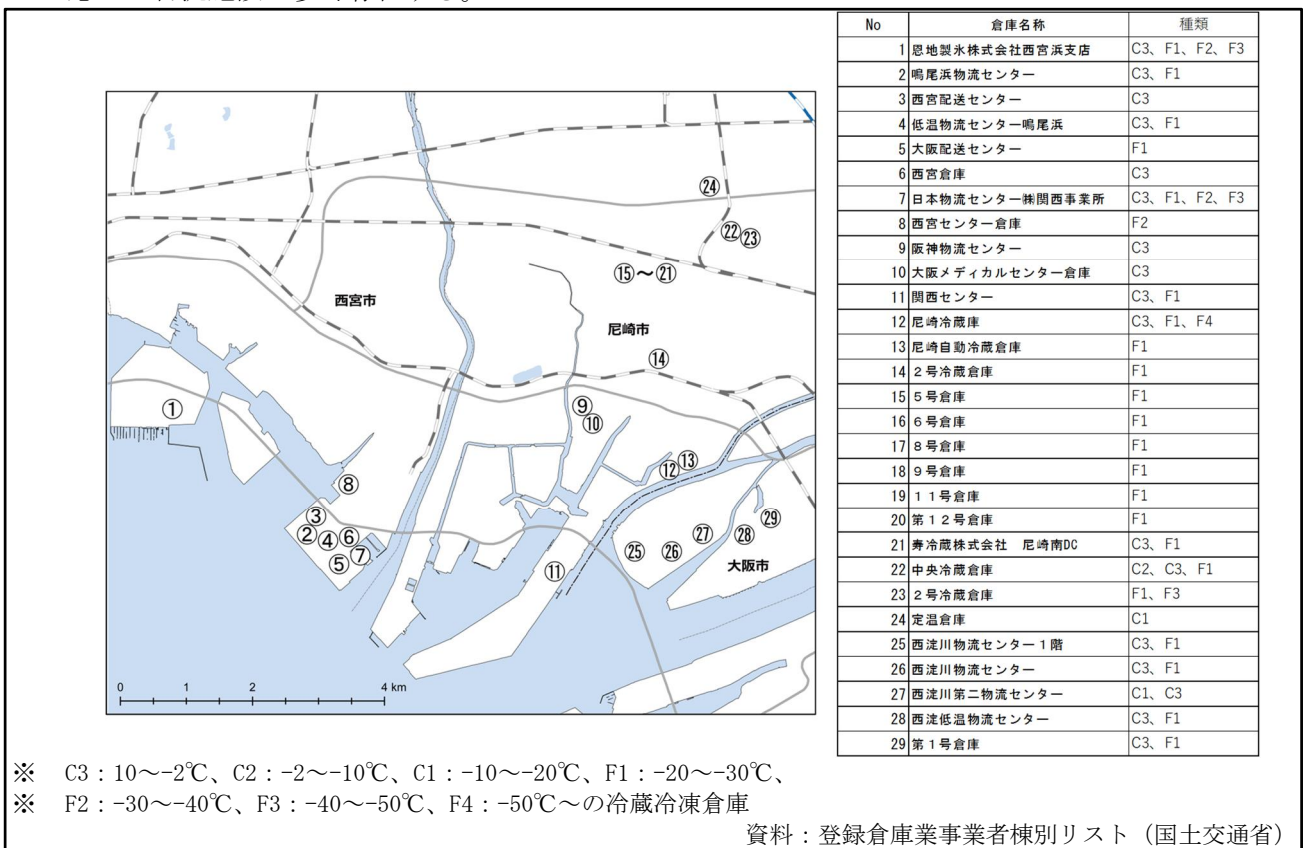 No 倉庫名称 種類
1 恩地製氷株式会社西宮浜支店 C3、F1、F2、F3
2 鳴尾浜物流センター C3、F1
3 西宮配送センター C3
4 低温物流センター鳴尾浜 C3、F1
5 大阪配送センター F1
6 西宮倉庫 C3
7 日本物流センター㈱関西事業所 C3、F1、F2、F3
8 西宮センター倉庫 F2
9 阪神物流センター C3
10 大阪メディカルセンター倉庫 C3
11 関西センター C3、F1
12 尼崎冷蔵庫 C3、F1、F4
13 尼崎自動冷蔵倉庫 F1
14 2号冷蔵倉庫 F1
15 5号倉庫 F1
16 6号倉庫 F1
17 8号倉庫 F1
18 9号倉庫 F1
19 11号倉庫 F1
20 第12号倉庫 F1
21 寿冷蔵株式会社 尼崎南DC C3、F1
22 中央冷蔵倉庫 C2、C3、F1
23 2号冷蔵倉庫 F1、F3
24 定温倉庫 C1
25 西淀川物流センター1階 C3、F1
26 西淀川物流センター C3、F1
27 西淀川第二物流センター C1、C3
28 西淀低温物流センター C3、F1
29 第1号倉庫 C3、F1
㉔
㉒㉓
⑮～㉑
西宮市
尼崎市
⑭
①
⑨
⑩
⑧
⑫⑬
③
②④⑥
⑤⑦
⑪
㉕ ㉖ ㉗ ㉘ ㉙
大阪市
0 1 2 4 km
※ C3：10～-2℃、C2：-2～-10℃、C1：-10～-20℃、F1：-20～-30℃、
※ F2：-30～-40℃、F3：-40～-50℃、F4：-50℃～の冷蔵冷凍倉庫
資料：登録倉庫業事業者棟別リスト（国土交通省）